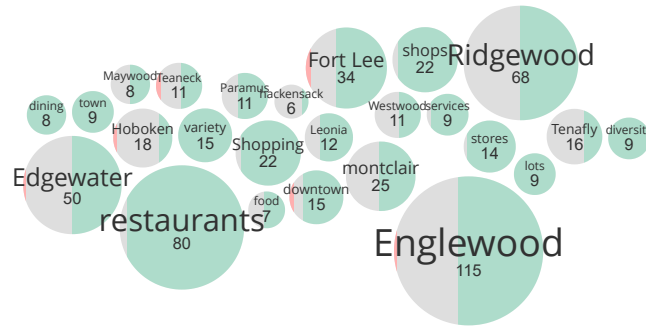 Fort Lee
34
shops
22
Ridgewood
68
Maywood
8
Teaneck
11
Paramus
11
hackensack
6
dining
8
town
9
Hoboken
18
variety
15
Shopping
22
Leonia
12
Westwood
11
services
9
stores
14
Tenafly
16
diversit
9
lots
9
Edgewater
50
restaurants
80
food
7
downtown
15
montclair
25
Englewood
115